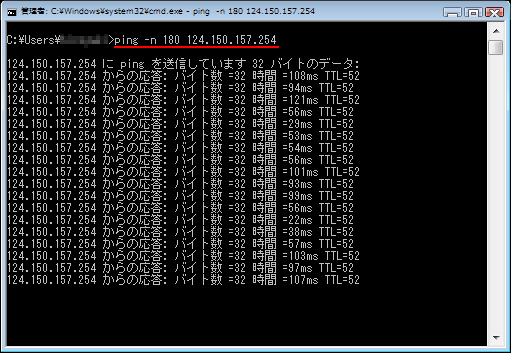 管理者: C:¥Windows¥system32¥cmd.exe - ping -n 180 124.150.157.254
C:¥Users¥ >ping -n 180 124.150.157.254
124.150.157.254 に ping を送信しています 32 バイトのデータ:
124.150.157.254 からの応答: バイト数 =32 時間 =108ms TTL=52
124.150.157.254 からの応答: バイト数 =32 時間 =94ms TTL=52
124.150.157.254 からの応答: バイト数 =32 時間 =121ms TTL=52
124.150.157.254 からの応答: バイト数 =32 時間 =56ms TTL=52
124.150.157.254 からの応答: バイト数 =32 時間 =29ms TTL=52
124.150.157.254 からの応答: バイト数 =32 時間 =53ms TTL=52
124.150.157.254 からの応答: バイト数 =32 時間 =54ms TTL=52
124.150.157.254 からの応答: バイト数 =32 時間 =56ms TTL=52
124.150.157.254 からの応答: バイト数 =32 時間 =101ms TTL=52
124.150.157.254 からの応答: バイト数 =32 時間 =93ms TTL=52
124.150.157.254 からの応答: バイト数 =32 時間 =99ms TTL=52
124.150.157.254 からの応答: バイト数 =32 時間 =56ms TTL=52
124.150.157.254 からの応答: バイト数 =32 時間 =22ms TTL=52
124.150.157.254 からの応答: バイト数 =32 時間 =38ms TTL=52
124.150.157.254 からの応答: バイト数 =32 時間 =57ms TTL=52
124.150.157.254 からの応答: バイト数 =32 時間 =103ms TTL=52
124.150.157.254 からの応答: バイト数 =32 時間 =97ms TTL=52
124.150.157.254 からの応答: バイト数 =32 時間 =107ms TTL=52